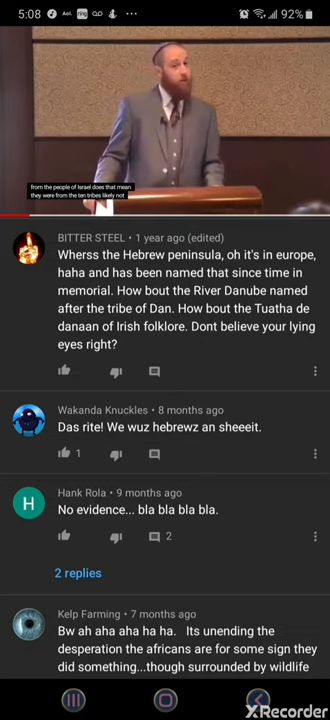 5:08
AoL
ring
92%
from the people of Israel does that mean
they were from the ten tribes likely not
BITTER STEEL • 1 year ago (edited)
Wherss the Hebrew peninsula, oh it's in europe,
haha and has been named that since time in
memorial. How bout the River Danube named
after the tribe of Dan. How bout the Tuatha de
danaan of Irish folklore. Dont believe your lying
eyes right?
Wakanda Knuckles • 8 months ago
Das rite! We wuz hebrewz an sheeeit.
1
H
Hank Rola • 9 months ago
No evidence... bla bla bla bla.
2
2 replies
Kelp Farming • 7 months ago
Bw ah aha aha ha ha. Its unending the
desperation the africans are for some sign they
did something...though surrounded by wildlife
XRecorder